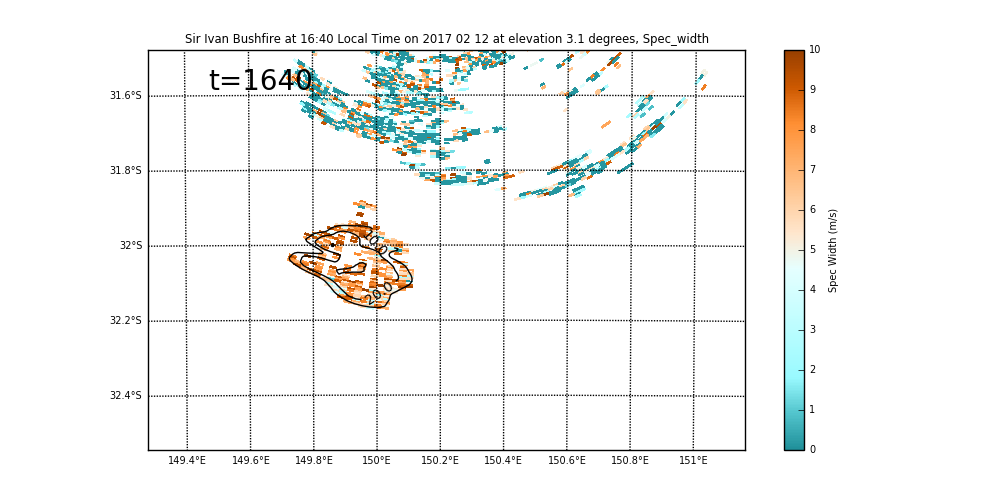 Sir Ivan Bushfire at 16:40 Local Time on 2017 02 12 at elevation 3.1 degrees, Spec_width
t=1640
31.6°S
31.8°S
32°S
32.2°S
32.4°S
149.4°E 149.6°E 149.8°E 150°E 150.2°E 150.4°E 150.6°E 150.8°E 151°E
20.0
10
9
8
7
6
5
4
3
2
1
0
Spec Width (m/s)